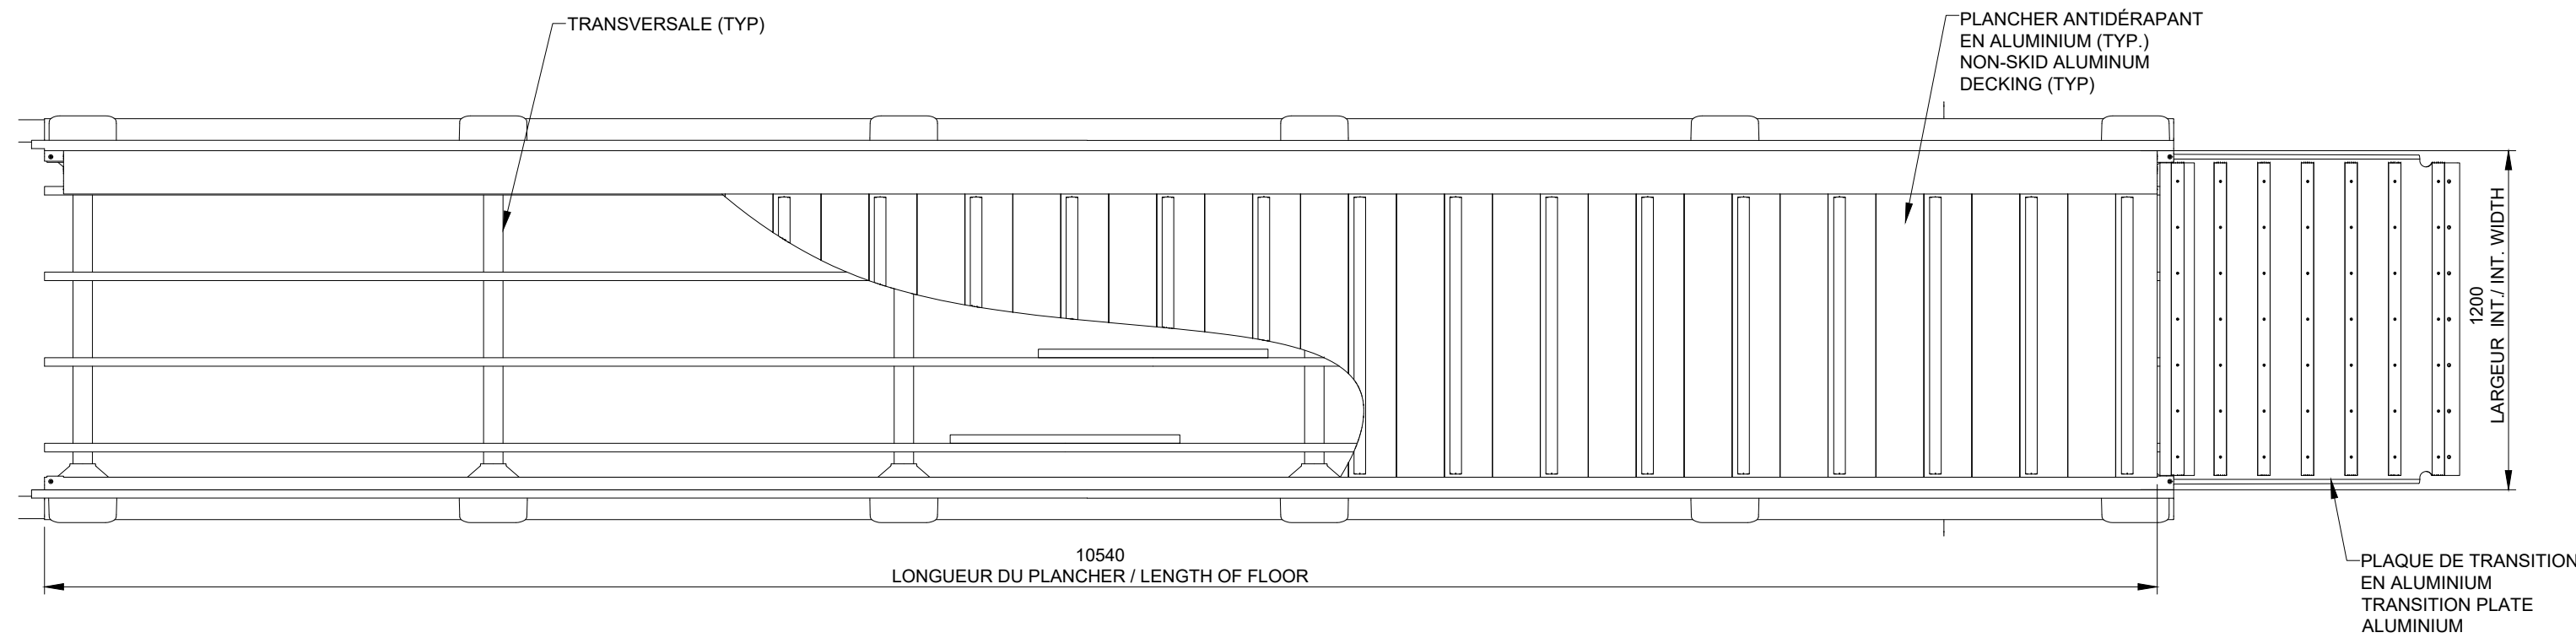 TRANSVERSALE (TYP)
PLANCHER ANTIDÉRAPANT
EN ALUMINIUM (TYP.)
NON-SKID ALUMINUM
DECKING (TYP)
1200
LARGEUR INT./ INT. WIDTH
10540
LONGUEUR DU PLANCHER / LENGTH OF FLOOR
PLAQUE DE TRANSITION
EN ALUMINIUM
TRANSITION PLATE
ALUMINIUM